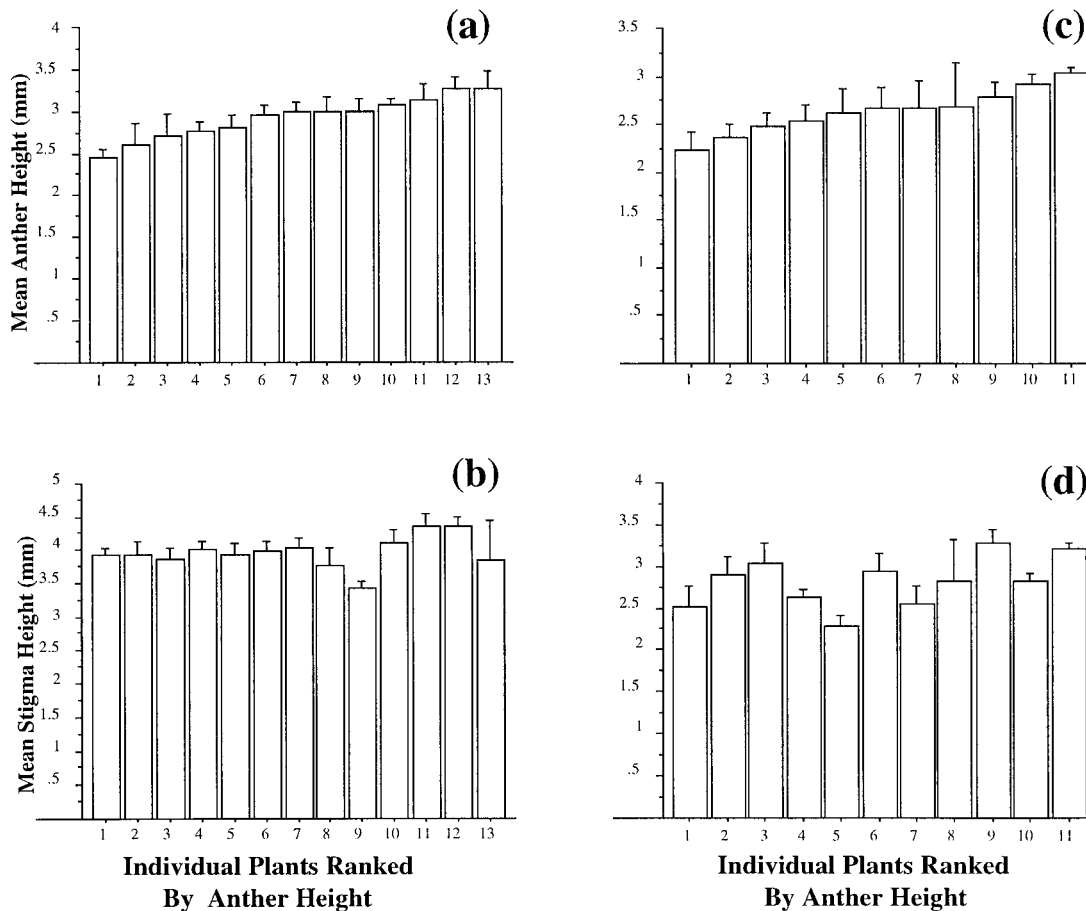 (a)
Mean Anther Height (mm)
4
3.5
3
2.5
2
1.5
1
.5
1 2 3 4 5 6 7 8 9 10 11 12 13
(c)
3.5
3
2.5
2
1.5
1
.5
1 2 3 4 5 6 7 8 9 10 11
(b)
Mean Stigma Height (mm)
5
4.5
4
3.5
3
2.5
2
1.5
1
.5
1 2 3 4 5 6 7 8 9 10 11 12 13
Individual Plants Ranked
By Anther Height
(d)
4
3.5
3
2.5
2
1.5
1
.5
1 2 3 4 5 6 7 8 9 10 11
Individual Plants Ranked
By Anther Height